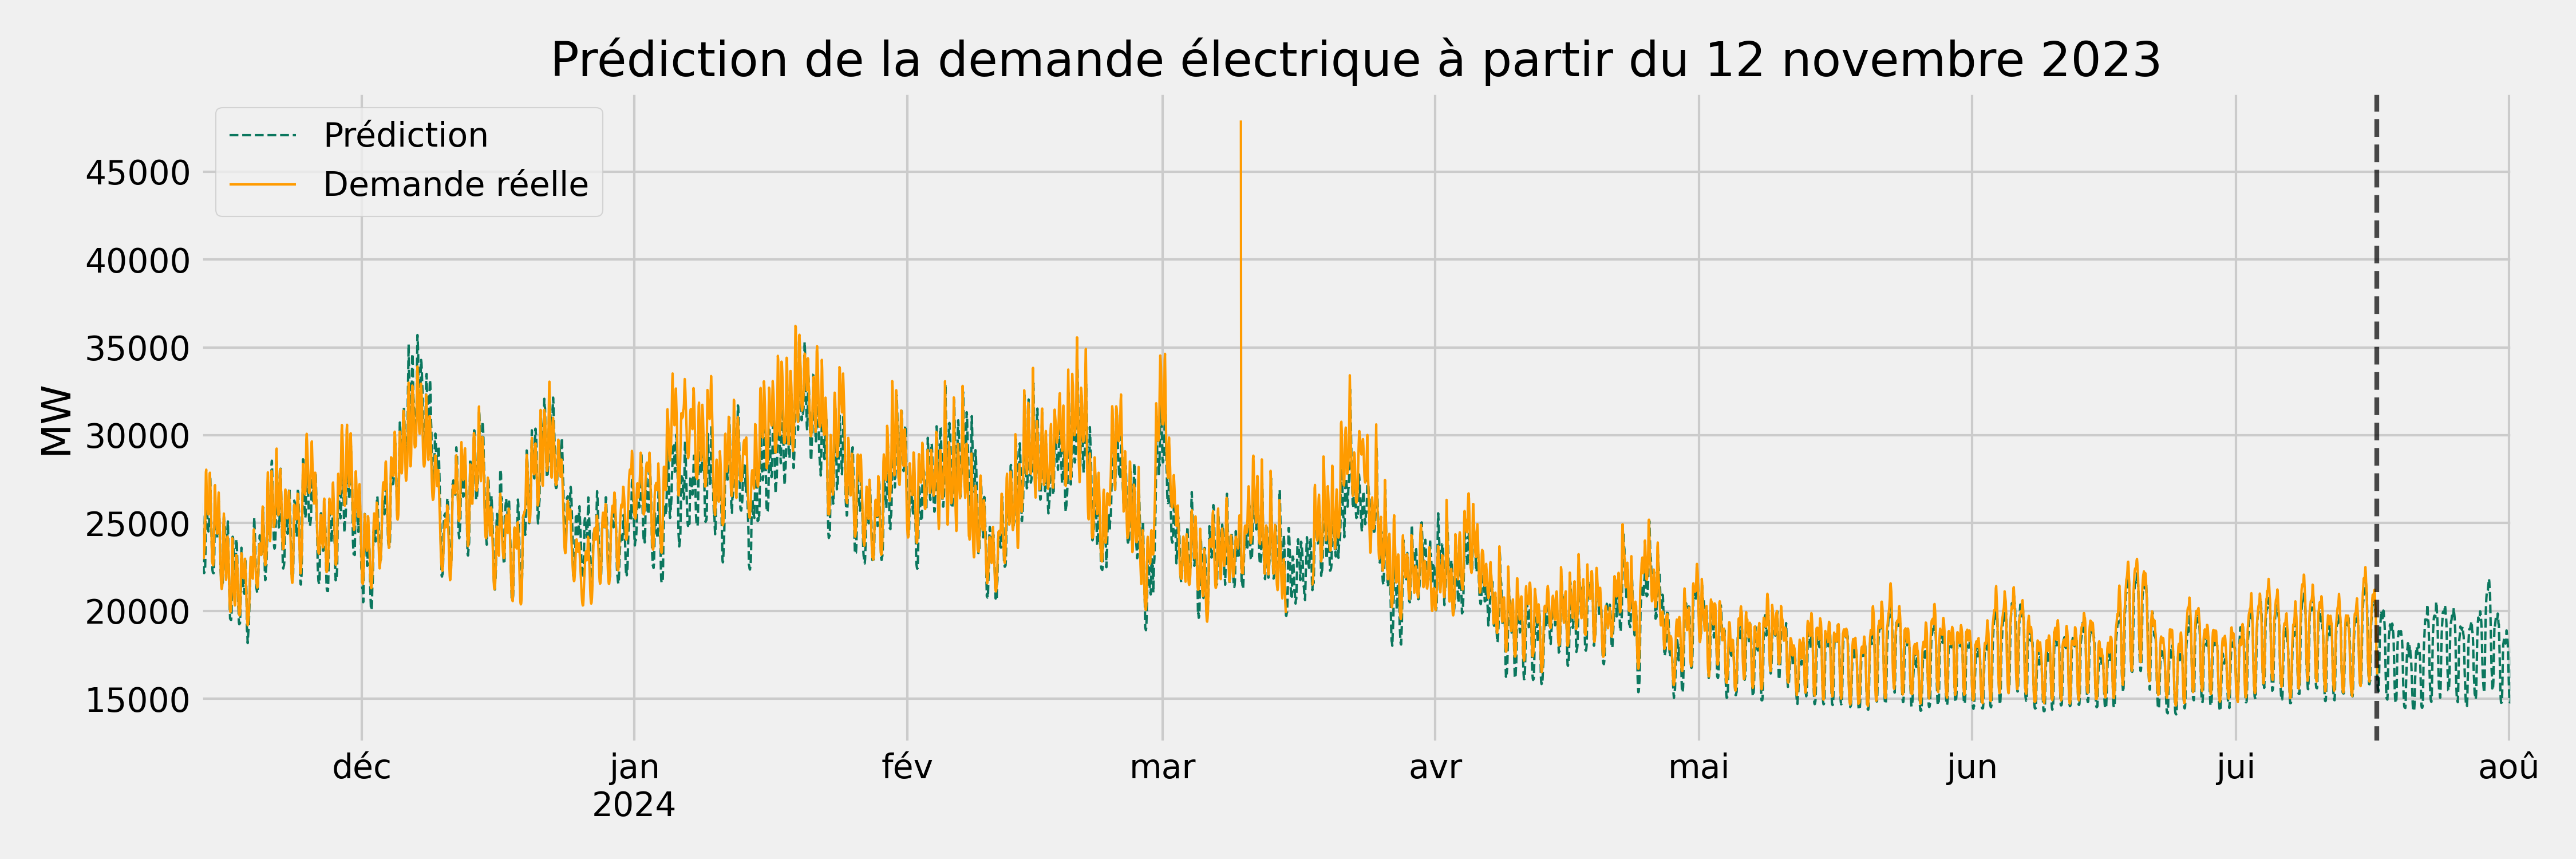 Prédiction de la demande électrique à partir du 12 novembre 2023
Prédiction
Demande réelle
MW
45000
40000
35000
30000
25000
20000
15000
déc
jan
fév
mar
avr
mai
jun
jui
aoû
2024